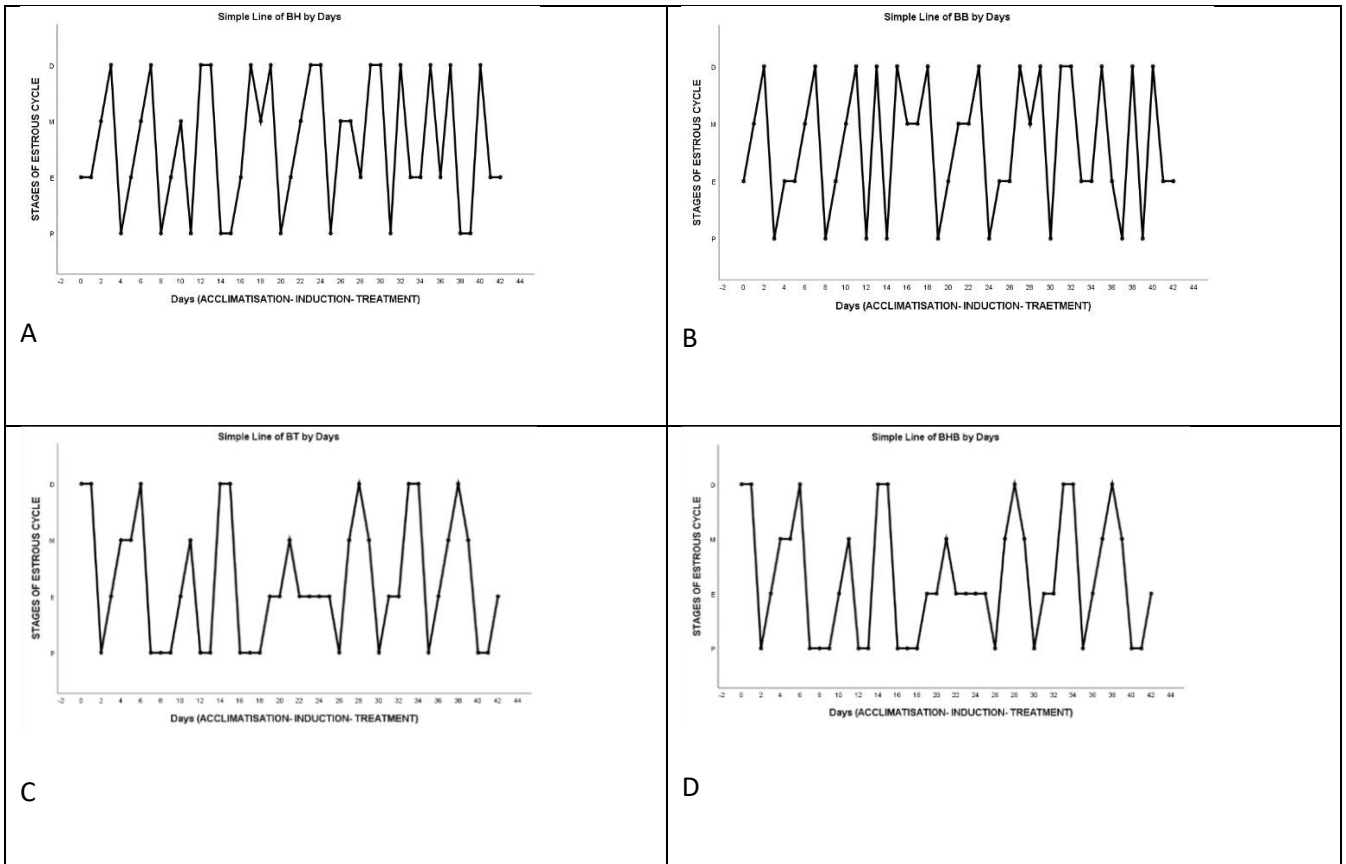 Simple Line of BH by Days
STAGES OF ESTROUS CYCLE
D
M
E
P
-2 0 2 4 6 8 10 12 14 16 18 20 22 24 26 28 30 32 34 36 38 40 42 44
Days (ACCLIMATISATION- INDUCTION- TREATMENT)
A
Simple Line of BB by Days
STAGES OF ESTROUS CYCLE
D
M
E
P
-2 0 2 4 6 8 10 12 14 16 18 20 22 24 26 28 30 32 34 36 38 40 42 44
Days (ACCLIMATISATION- INDUCTION- TRAETMENT)
B
Simple Line of BT by Days
STAGES OF ESTROUS CYCLE
D
M
E
P
-2 0 2 4 6 8 10 12 14 16 18 20 22 24 26 28 30 32 34 36 38 40 42 44
Days (ACCLIMATISATION- INDUCTION- TREATMENT)
C
Simple Line of BHB by Days
STAGES OF ESTROUS CYCLE
D
M
E
P
-2 0 2 4 6 8 10 12 14 16 18 20 22 24 26 28 30 32 34 36 38 40 42 44
Days (ACCLIMATISATION- INDUCTION- TREATMENT)
D